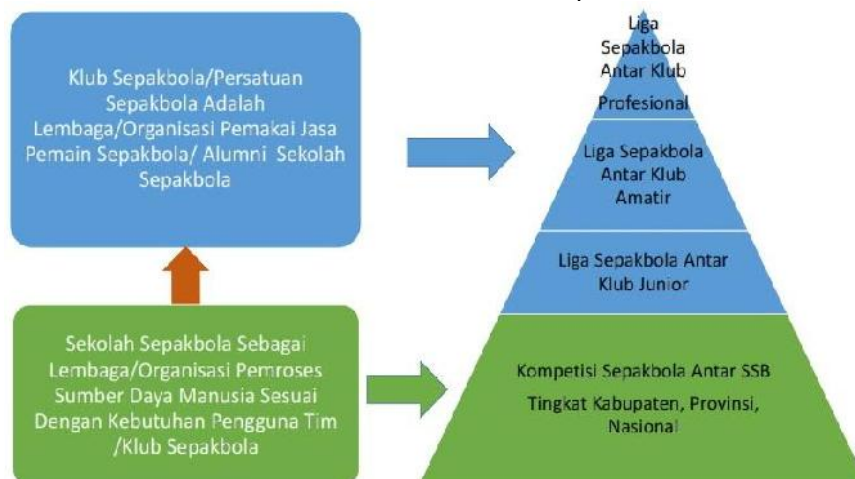 Klub Sepakbola/Persatuan
Sepakbola Adalah
Lembaga/Organisasi Pemakai Jasa
Pemain Sepakbola/ Alumni Sekolah
Sepakbola
Sekolah Sepakbola Sebagai
Lembaga/Organisasi Pemroses
Sumber Daya Manusia Sesuai
Dengan Kebutuhan Pengguna Tim
/Klub Sepakbola
Liga
Sepakbola
Antar Klub
Profesional
Liga Sepakbola
Antar Klub
Amatir
Liga Sepakbola Antar
Klub Junior
Kompetisi Sepakbola Antar SSB
Tingkat Kabupaten, Provinsi,
Nasional